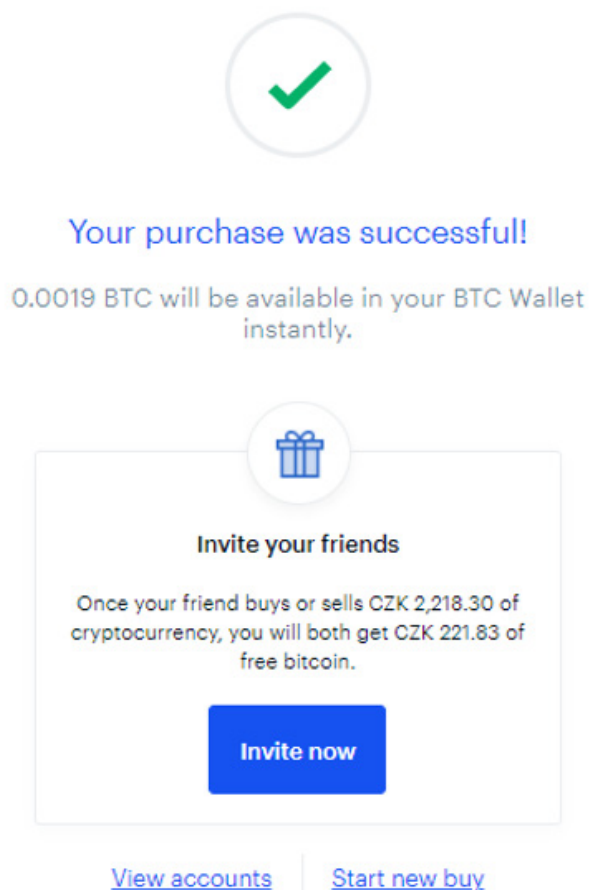 Your purchase was successful!
0.0019 BTC will be available in your BTC Wallet
instantly.
Invite your friends
Once your friend buys or sells CZK 2,218.30 of
cryptocurrency, you will both get CZK 221.83 of
free bitcoin.
Invite now
View accounts
Start new buy